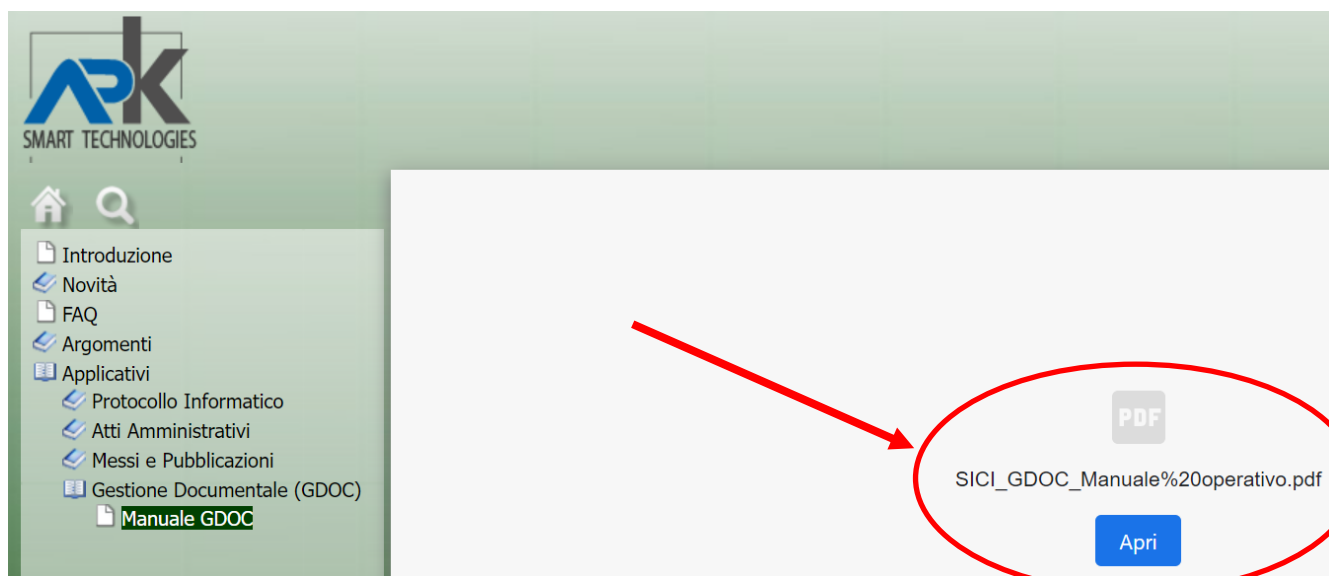 APK
SMART TECHNOLOGIES
Introduzione
Novità
FAQ
Argomenti
Applicativi
Protocollo Informatico
Atti Amministrativi
Messi e Pubblicazioni
Gestione Documentale (GDOC)
Manuale GDOC
PDF
SICI_GDOC_Manuale%20operativo.pdf
Apri